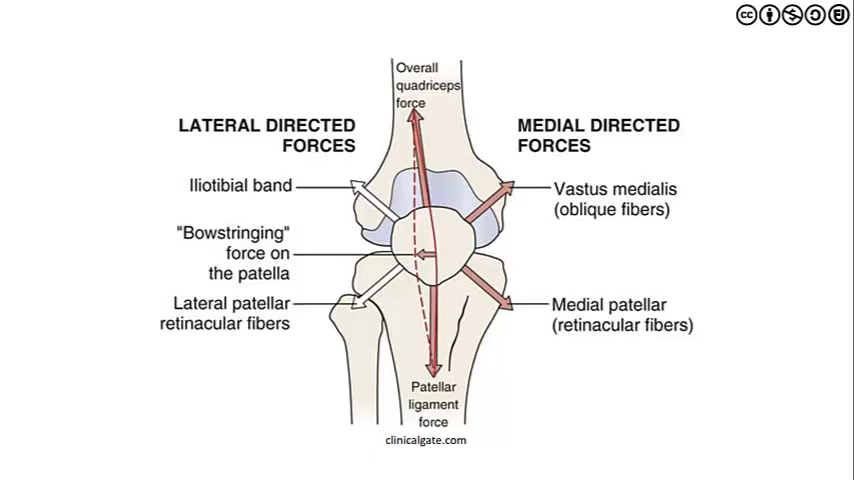 Overall
quadriceps
force
LATERAL DIRECTED
FORCES
MEDIAL DIRECTED
FORCES
Iliotibial band
Vastus medialis
(oblique fibers)
"Bowstringing"
force on
the patella
Lateral patellar
retinacular fibers
Medial patellar
(retinacular fibers)
Patellar
ligament
force
clinicalgate.com